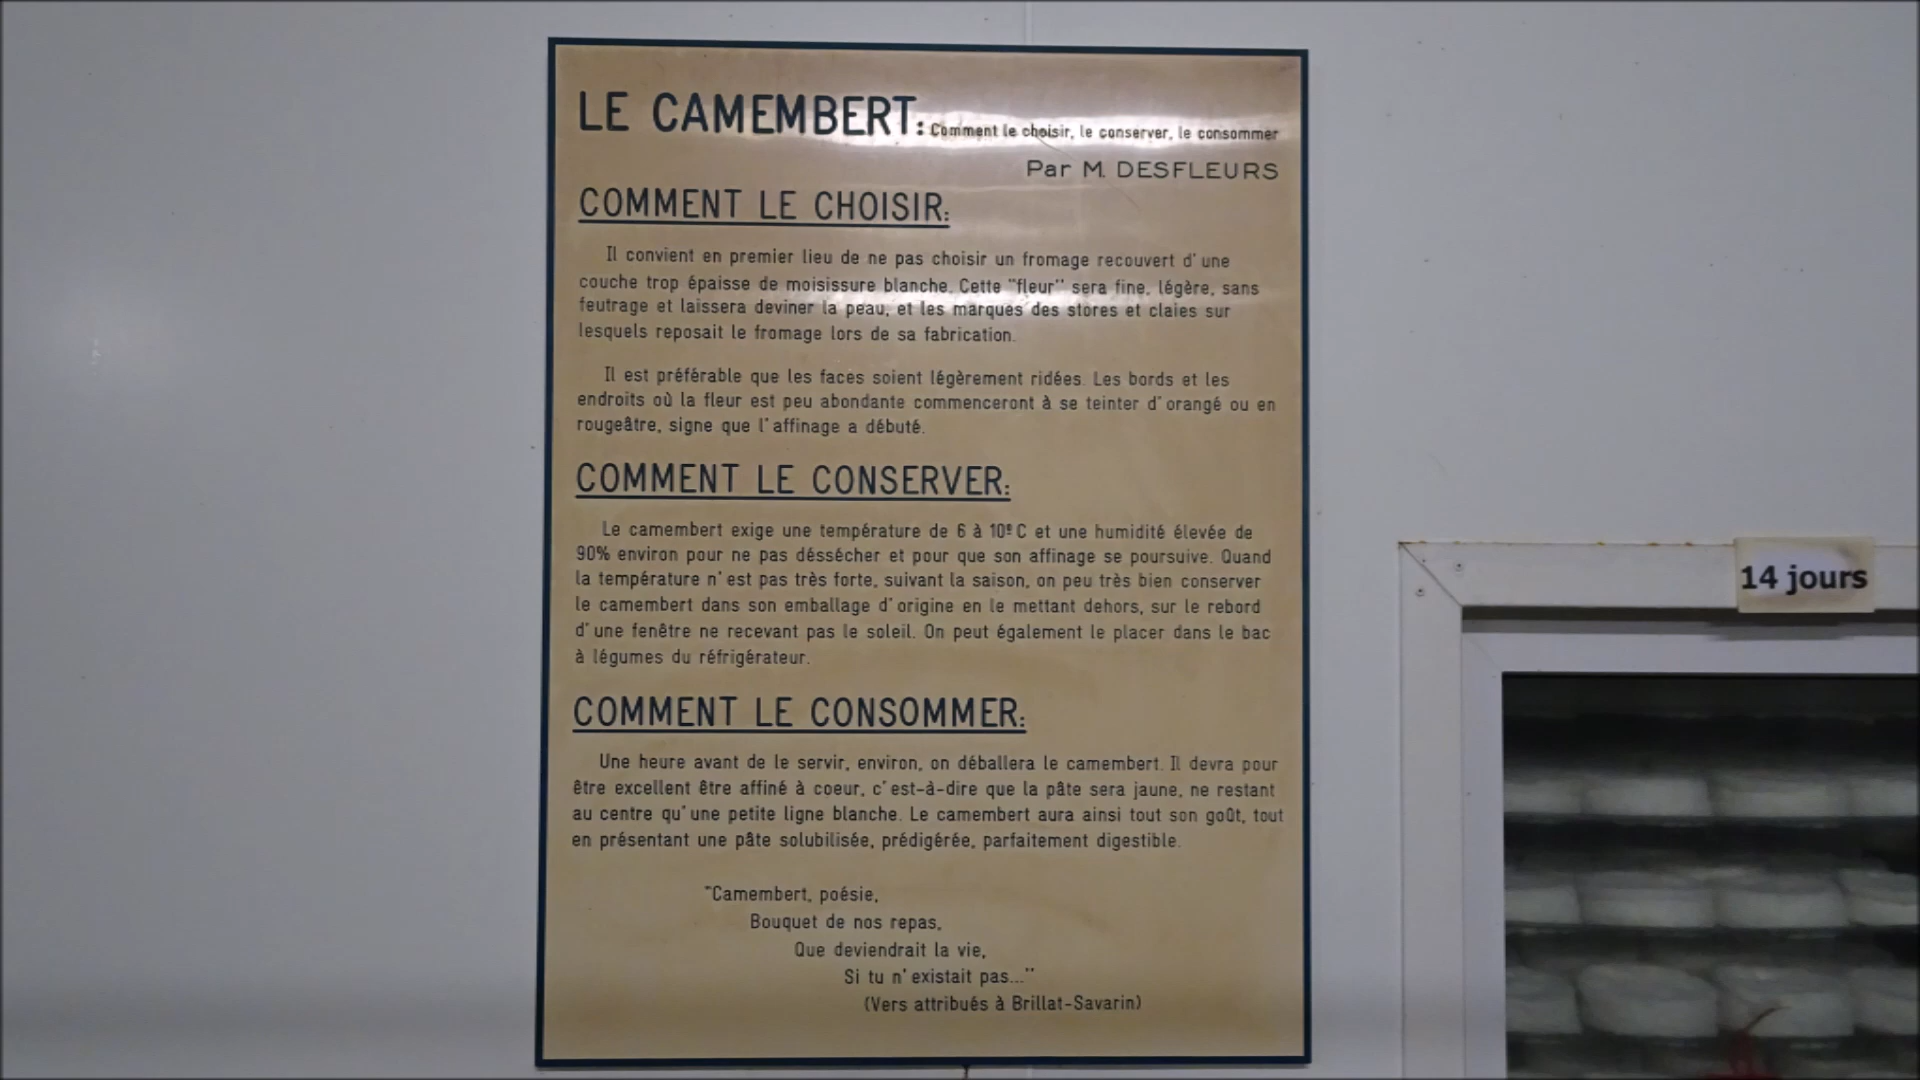 LE CAMEMBERT: Comment le choisir, le conserver, le consommer
Par M. DESFLEURS
COMMENT LE CHOISIR:
Il convient en premier lieu de ne pas choisir un fromage recouvert d'une
couche trop épaisse de moisissure blanche. Cette "fleur" sera fine, légère, sans
feutrage et laissera deviner la peau, et les marques des stores et claies sur
lesquels reposait le fromage lors de sa fabrication.
Il est préférable que les faces soient légèrement ridées. Les bords et les
endroits où la fleur est peu abondante commenceront à se teinter d'orangé ou en
rougeâtre, signe que l'affinage a débuté.
COMMENT LE CONSERVER:
Le camembert exige une température de 6 à 10° C et une humidité élevée de
90% environ pour ne pas déssécher et pour que son affinage se poursuive. Quand
la température n'est pas très forte, suivant la saison, on peu très bien conserver
le camembert dans son emballage d'origine en le mettant dehors, sur le rebord
d'une fenêtre ne recevant pas le soleil. On peut également le placer dans le bac
à légumes du réfrigérateur.
COMMENT LE CONSOMMER:
Une heure avant de le servir, environ, on déballera le camembert. Il devra pour
être excellent être affiné à coeur, c'est-à-dire que la pâte sera jaune, ne restant
au centre qu'une petite ligne blanche. Le camembert aura ainsi tout son goût, tout
en présentant une pâte solubilisée, prédigérée, parfaitement digestible.
"Camembert, poésie,
Bouquet de nos repas,
Que deviendrait la vie,
Si tu n'existait pas..."
(Vers attribués à Brillat-Savarin)
14 jours